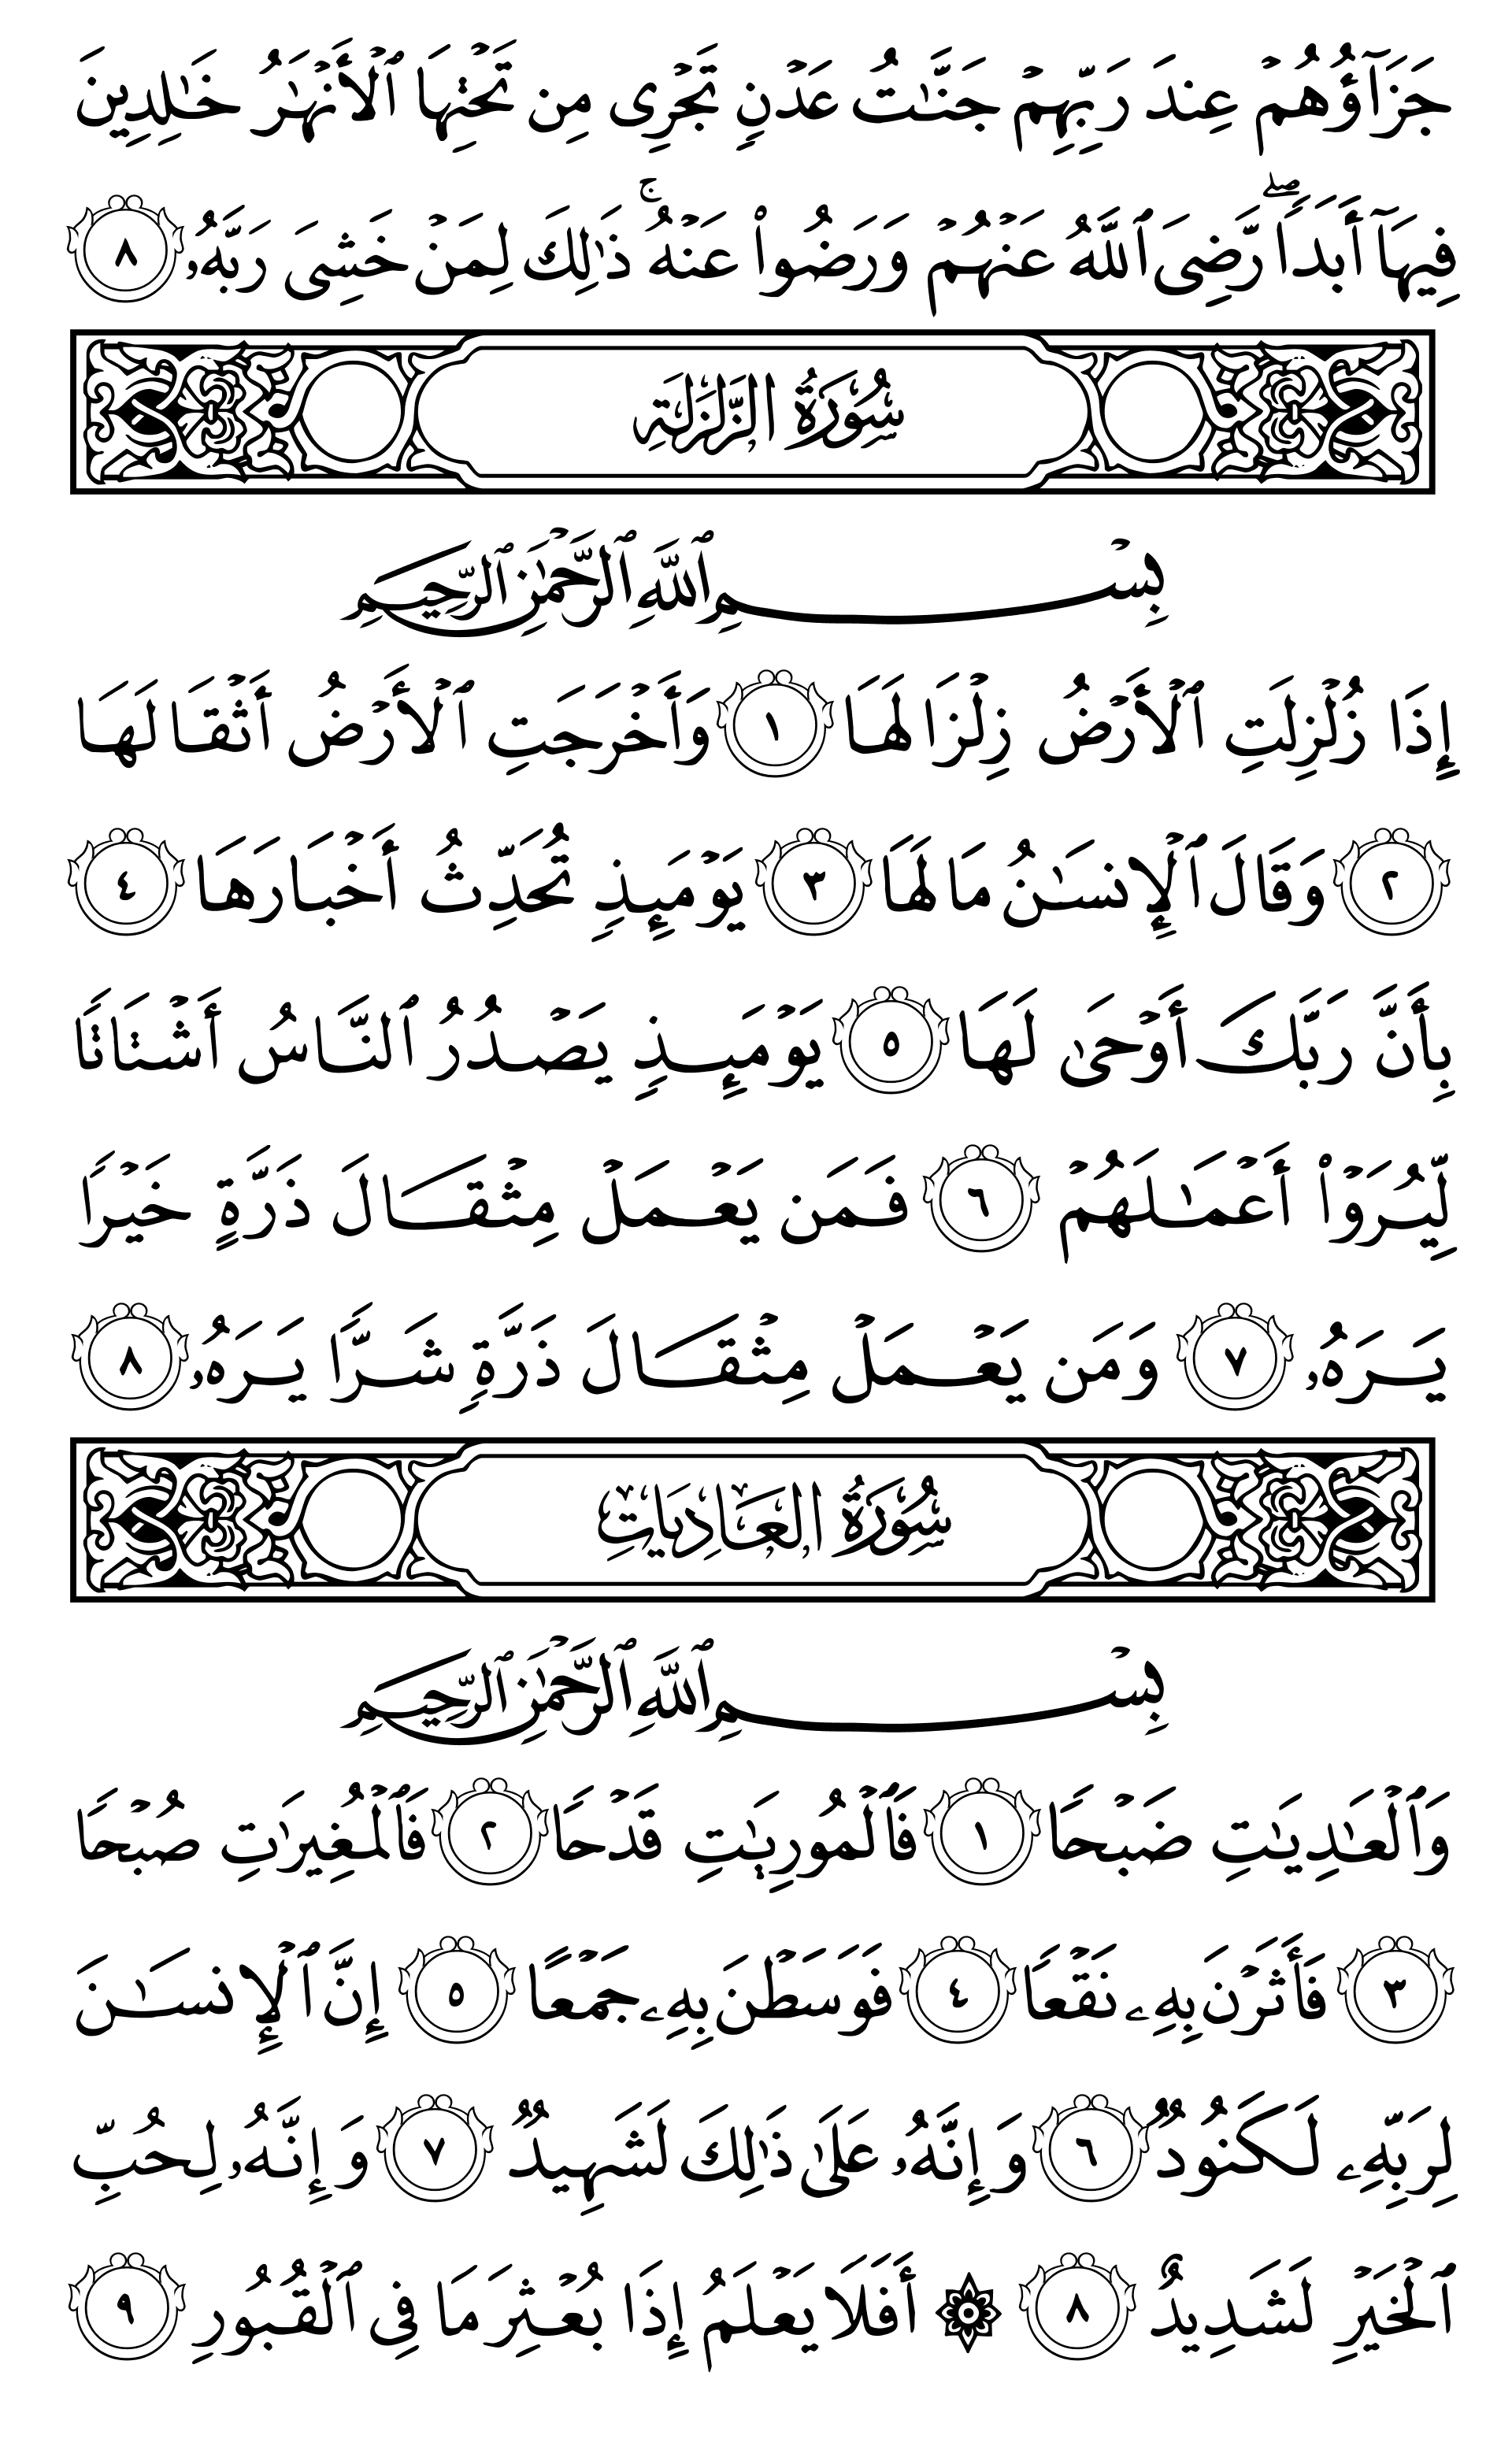 جَزَآؤُهُمْ عِندَ رَبِّهِمْ جَنَّـٰتُ عَدْنٍ تَجْرِى مِن تَحْتِهَا ٱلْأَنْهَـٰرُ خَـٰلِدِينَ
فِيهَآ أَبَدًا ۖ رَّضِىَ ٱللَّهُ عَنْهُمْ وَرَضُوا۟ عَنْهُ ۚ ذَٰلِكَ لِمَنْ خَشِىَ رَبَّهُۥ ٨
سُورَةُ الزَّلْزَلَةِ
بِسْمِ ٱللَّهِ ٱلرَّحْمَـٰنِ ٱلرَّحِيمِ
إِذَا زُلْزِلَتِ ٱلْأَرْضُ زِلْزَالَهَا ١ وَأَخْرَجَتِ ٱلْأَرْضُ أَثْقَالَهَا
٢ وَقَالَ ٱلْإِنسَـٰنُ مَا لَهَا ٣ يَوْمَئِذٍ تُحَدِّثُ أَخْبَارَهَا ٤
بِأَنَّ رَبَّكَ أَوْحَىٰ لَهَا ٥ يَوْمَئِذٍ يَصْدُرُ ٱلنَّاسُ أَشْتَاتًا
لِّيُرَوْا۟ أَعْمَـٰلَهُمْ ٦ فَمَن يَعْمَلْ مِثْقَالَ ذَرَّةٍ خَيْرًا
يَرَهُۥ ٧ وَمَن يَعْمَلْ مِثْقَالَ ذَرَّةٍ شَرًّا يَرَهُۥ ٨
سُورَةُ العَادِيَاتِ
بِسْمِ ٱللَّهِ ٱلرَّحْمَـٰنِ ٱلرَّحِيمِ
وَٱلْعَـٰدِيَـٰتِ ضَبْحًا ١ فَٱلْمُورِيَـٰتِ قَدْحًا ٢ فَٱلْمُغِيرَٰتِ صُبْحًا
٣ فَأَثَرْنَ بِهِۦ نَقْعًا ٤ فَوَسَطْنَ بِهِۦ جَمْعًا ٥ إِنَّ ٱلْإِنسَـٰنَ
لِرَبِّهِۦ لَكَنُودٌ ٦ وَإِنَّهُۥ عَلَىٰ ذَٰلِكَ لَشَهِيدٌ ٧ وَإِنَّهُۥ لِحُبِّ
ٱلْخَيْرِ لَشَدِيدٌ ٨ ۞ أَفَلَا يَعْلَمُ إِذَا بُعْثِرَ مَا فِى ٱلْقُبُورِ ٩